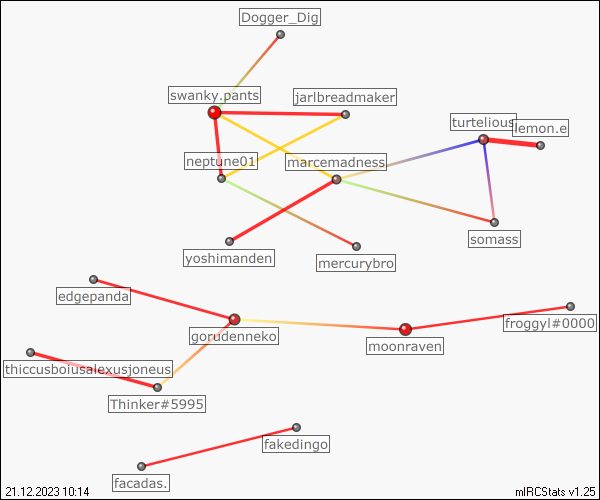 Dogger_Dig
swanky.pants
jarlbreadmaker
turtelious
lemon.e
neptune01
marcemadness
somass
yoshimanden
mercurybro
edgepanda
froggyl#0000
gorudenneko
moonraven
thiccusboiusalexusjoneus
Thinker#5995
fakedingo
facadas.
21.12.2023 10:14
mIRCStats v1.25